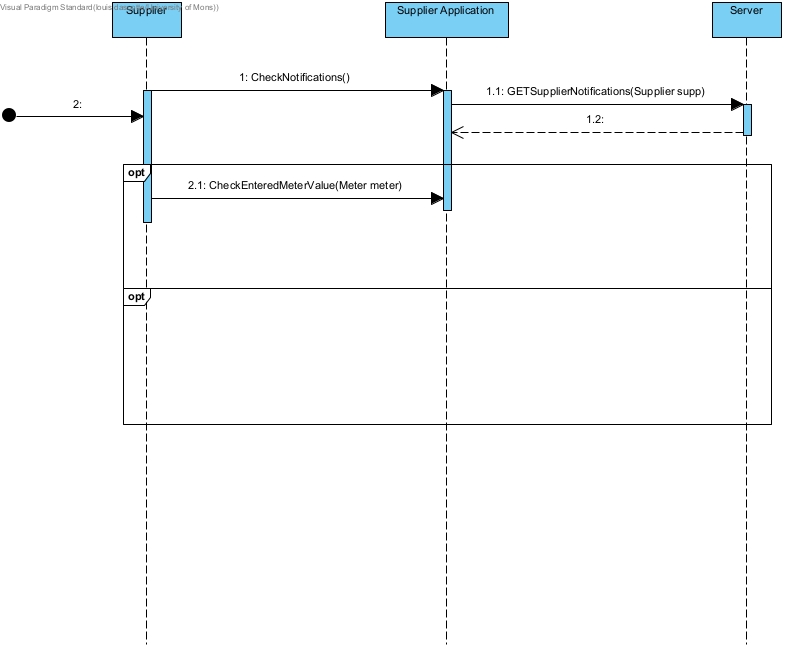 Visual Paradigm Standard(louis University of Mons))
Supplier
Supplier Application
Server
1: CheckNotifications()
1.1: GETSupplierNotifications(Supplier supp)
2:
1.2:
opt
2.1: CheckEnteredMeterValue(Meter meter)
opt